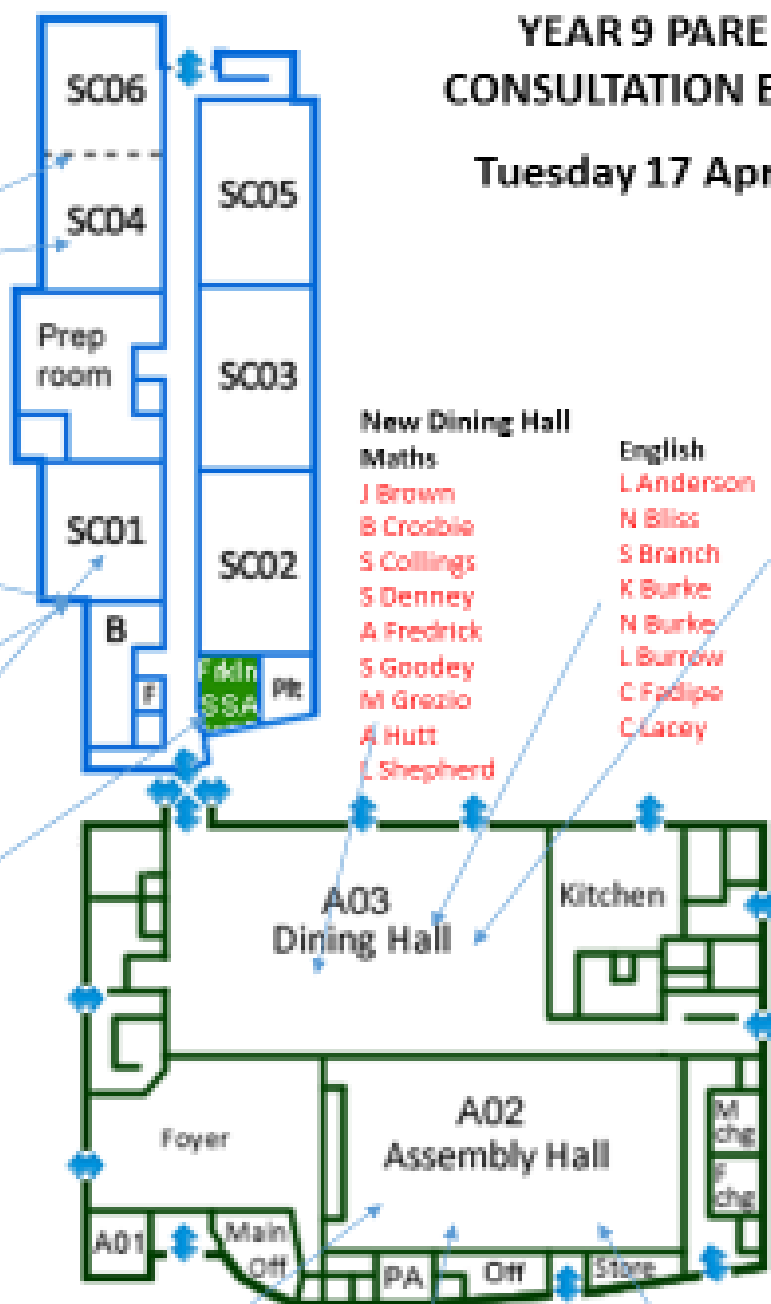 YEAR 9 PARE
CONSULTATION E
Tuesday 17 Apr
SC06
SC04
SC05
Prep
room
SC03
SC01
SC02
B
F
Frkln
SSA
Plt
New Dining Hall
Maths
J Brown
B Crosbie
S Collings
S Denney
A Fredrick
S Goodey
M Grezio
A Hutt
L Shepherd
English
L Anderson
N Bliss
S Branch
K Burke
N Burke
L Burrow
C Fadipe
C Lacey
A03
Dining Hall
Kitchen
Foyer
A02
Assembly Hall
M
chg
F
chg
A01
Main
Off
PA
Off
Store